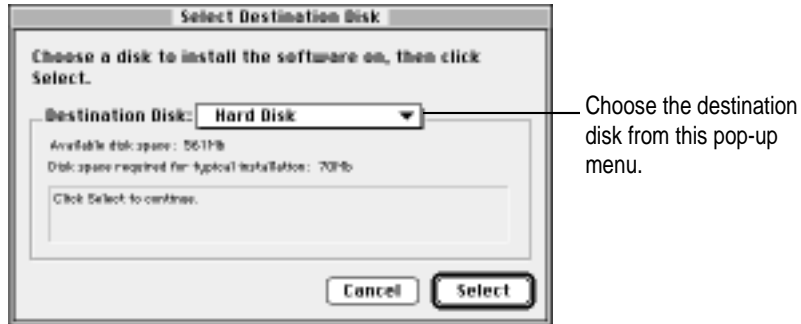 Select Destination Disk
Choose a disk to install the software on, then click
Select.
Destination Disk: Hard Disk
Available disk space : 561Mb
Disk space required for typical installation : 70Mb
Click Select to continue.
Cancel
Select
Choose the destination
disk from this pop-up
menu.